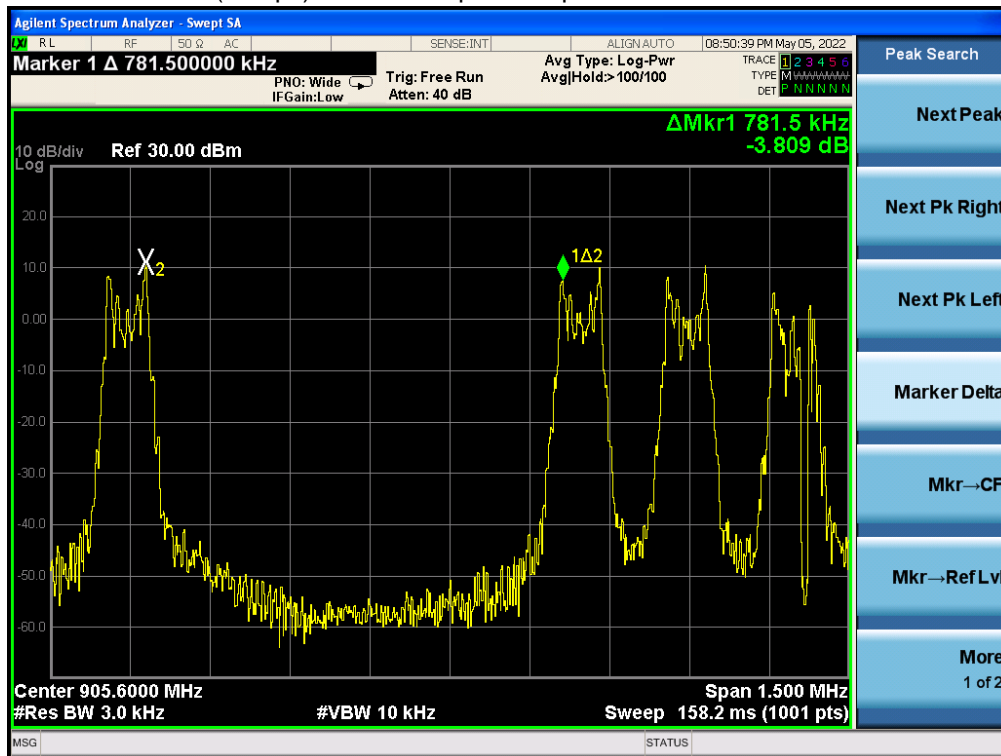 Agilent Spectrum Analyzer - Swept SA
LXI RL RF 50 Ω AC SENSE:INT ALIGN AUTO 08:50:39 PM May 05, 2022
Marker 1 Δ 781.500000 kHz
PNO: Wide
IFGain:Low
Trig: Free Run
Atten: 40 dB
Avg Type: Log-Pwr
Avg|Hold:> 100/100
TRACE 1 2 3 4 5 6
TYPE M
DET P N N N N N
ΔMkr1 781.5 kHz
-3.809 dB
10 dB/div Ref 30.00 dBm
Log
20.0
10.0
0.00
-10.0
-20.0
-30.0
-40.0
-50.0
-60.0
X2
1Δ2
Center 905.6000 MHz Span 1.500 MHz
#Res BW 3.0 kHz #VBW 10 kHz Sweep 158.2 ms (1001 pts)
MSG STATUS
Peak Search
Next Peak
Next Pk Right
Next Pk Left
Marker Delta
Mkr→CF
Mkr→Ref Lvl
More
1 of 2